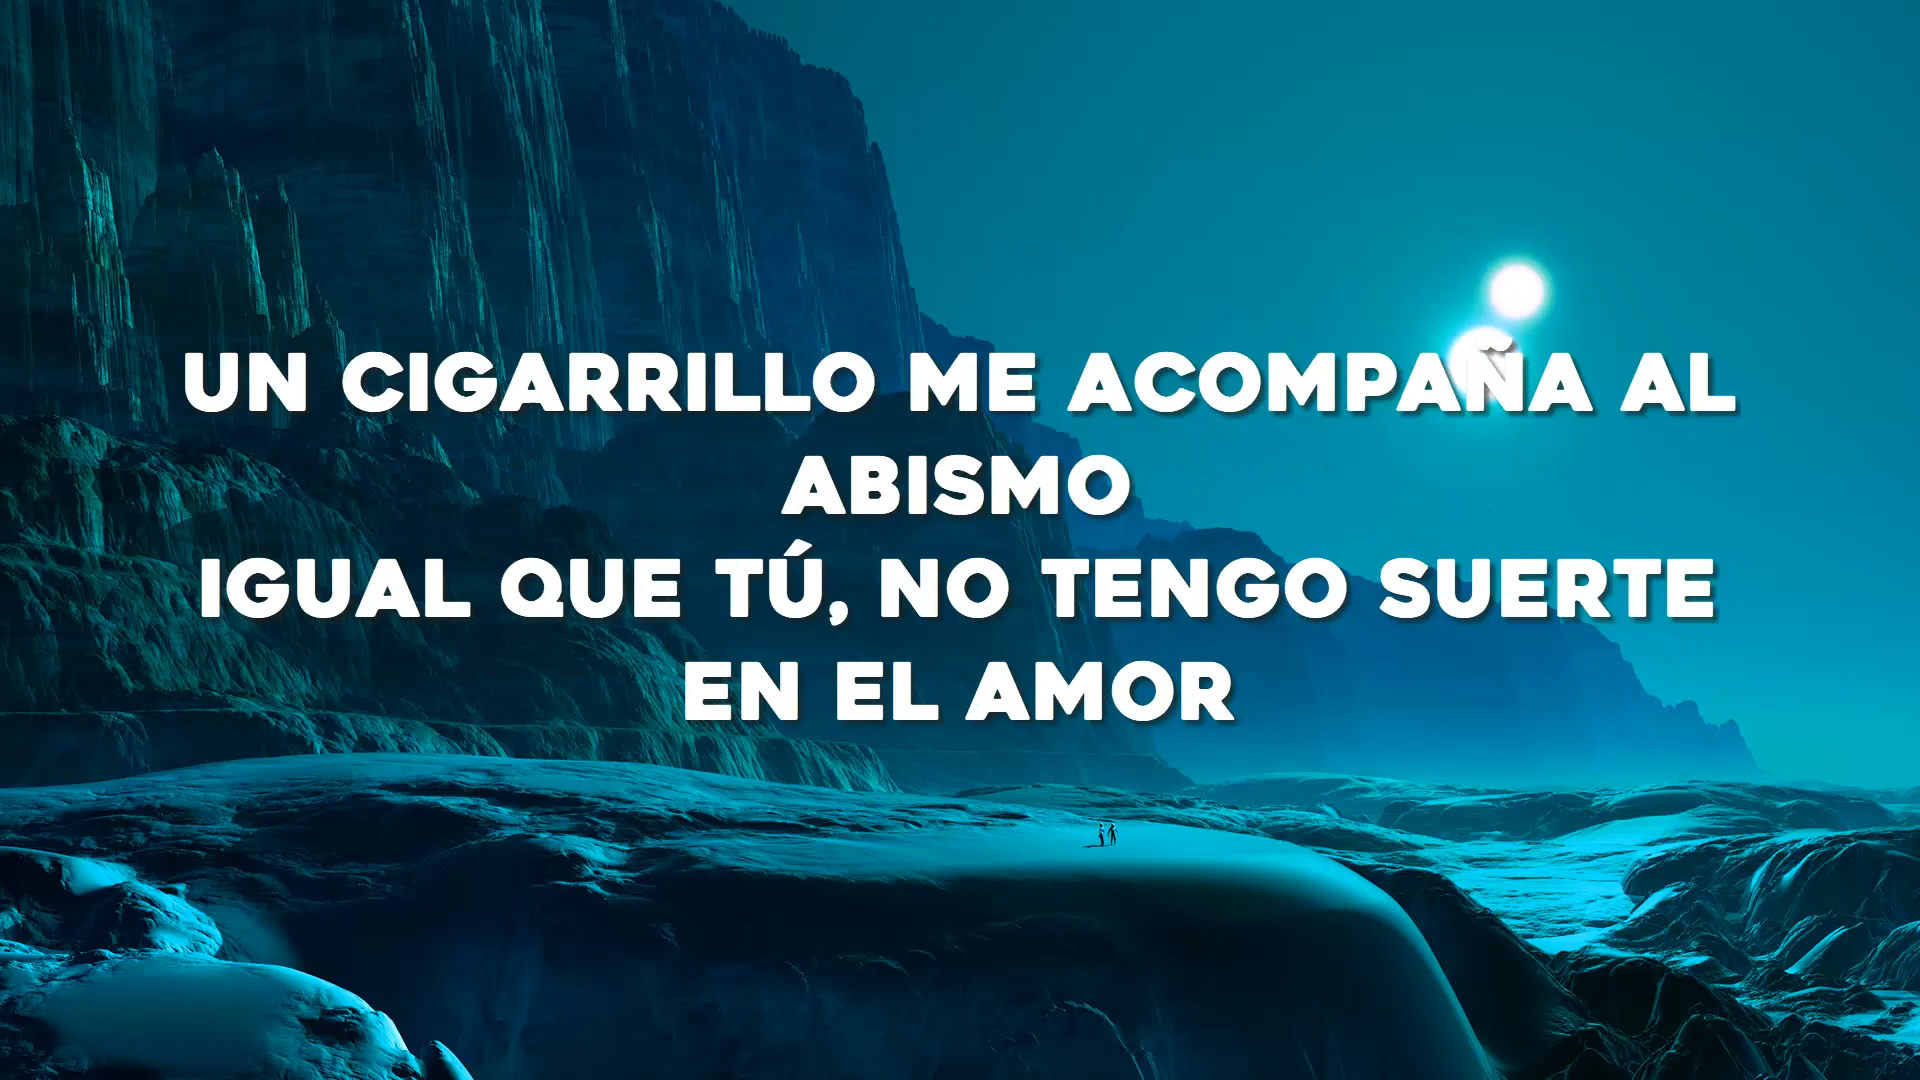 UN CIGARRILLO ME ACOMPAÑA AL
ABISMO
IGUAL QUE TÚ, NO TENGO SUERTE
EN EL AMOR